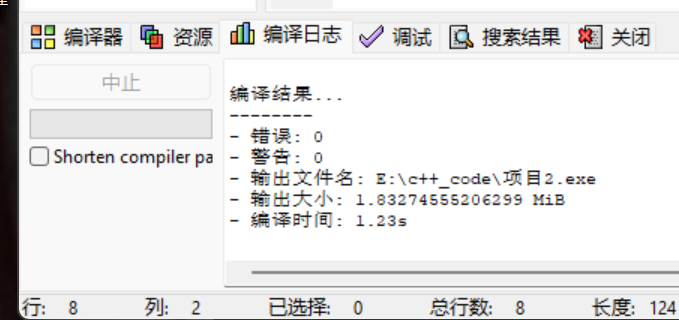 编译器 资源 编译日志 调试 搜索结果 关闭
中止
Shorten compiler pa
编译结果...
--------
- 错误: 0
- 警告: 0
- 输出文件名: E:\c++_code\项目2.exe
- 输出大小: 1.83274555206299 MiB
- 编译时间: 1.23s
行: 8 列: 2 已选择: 0 总行数: 8 长度: 124